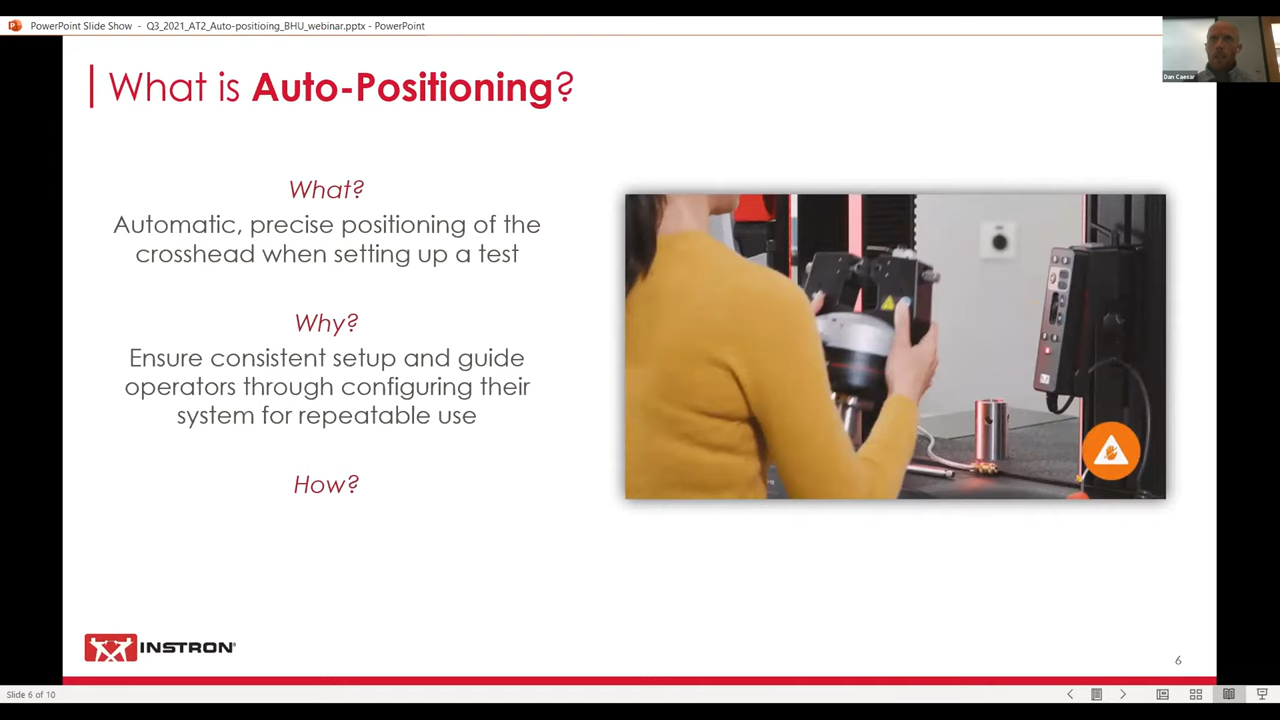 PowerPoint Slide Show - Q3_2021_AT2_Auto-positioing_BHU_webinar.pptx - PowerPoint
Dan Caesar
What is Auto-Positioning?
What?
Automatic, precise positioning of the
crosshead when setting up a test
Why?
Ensure consistent setup and guide
operators through configuring their
system for repeatable use
How?
INSTRON®
6
Slide 6 of 10